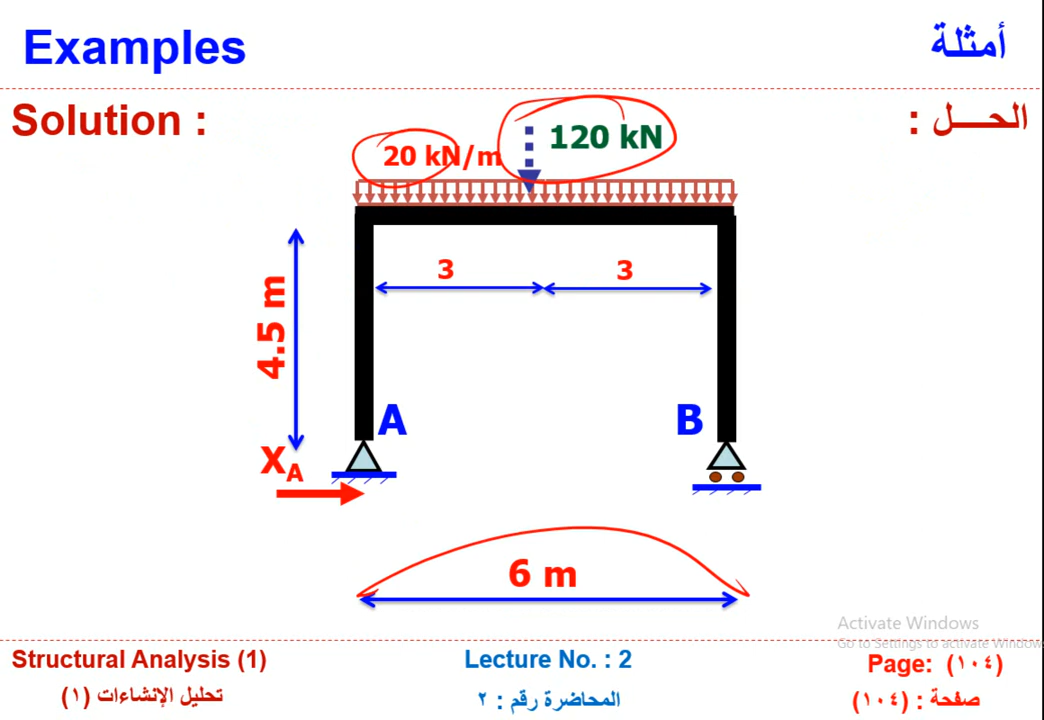 Examples
أمثلة
Solution :
الحـــل :
120 kN
20 kN/m
3
3
4.5 m
A
B
XA
6 m
Activate Windows
Go to Settings to activate Window
Structural Analysis (1)
Lecture No. : 2
Page: (١٠٤)
تحليل الإنشاءات (١)
المحاضرة رقم : ٢
صفحة : (١٠٤)